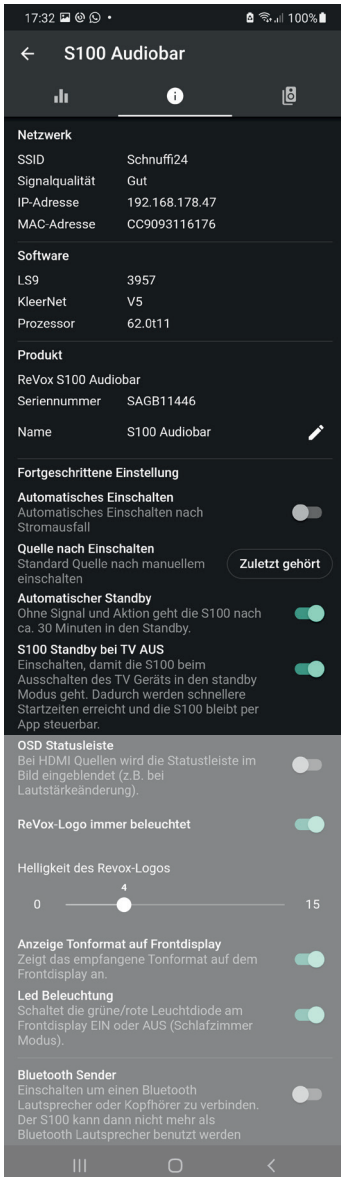 17:32
100%
S100 Audiobar
Netzwerk
SSID Schnuffi24
Signalqualität Gut
IP-Adresse 192.168.178.47
MAC-Adresse CC9093116176
Software
LS9 3957
KleerNet V5
Prozessor 62.0t11
Produkt
ReVox S100 Audiobar
Seriennummer SAGB11446
Name S100 Audiobar
Fortgeschrittene Einstellung
Automatisches Einschalten
Automatisches Einschalten nach
Stromausfall
Quelle nach Einschalten
Standard Quelle nach manuellem
einschalten
Zuletzt gehört
Automatischer Standby
Ohne Signal und Aktion geht die S100 nach
ca. 30 Minuten in den Standby.
S100 Standby bei TV AUS
Einschalten, damit die S100 beim
Ausschalten des TV Geräts in den standby
Modus geht. Dadurch werden schnellere
Startzeiten erreicht und die S100 bleibt per
App steuerbar.
OSD Statusleiste
Bei HDMI Quellen wird die Statutleiste im
Bild eingeblendet (z.B. bei
Lautstärkeänderung).
ReVox-Logo immer beleuchtet
Helligkeit des Revox-Logos
4
0 15
Anzeige Tonformat auf Frontdisplay
Zeigt das empfangene Tonformat auf dem
Frontdisplay an.
Led Beleuchtung
Schaltet die grüne/rote Leuchtdiode am
Frontdisplay EIN oder AUS (Schlafzimmer
Modus).
Bluetooth Sender
Einschalten um einen Bluetooth
Lautsprecher oder Kopfhörer zu verbinden.
Der S100 kann dann nicht mehr als
Bluetooth Lautsprecher benutzt werden